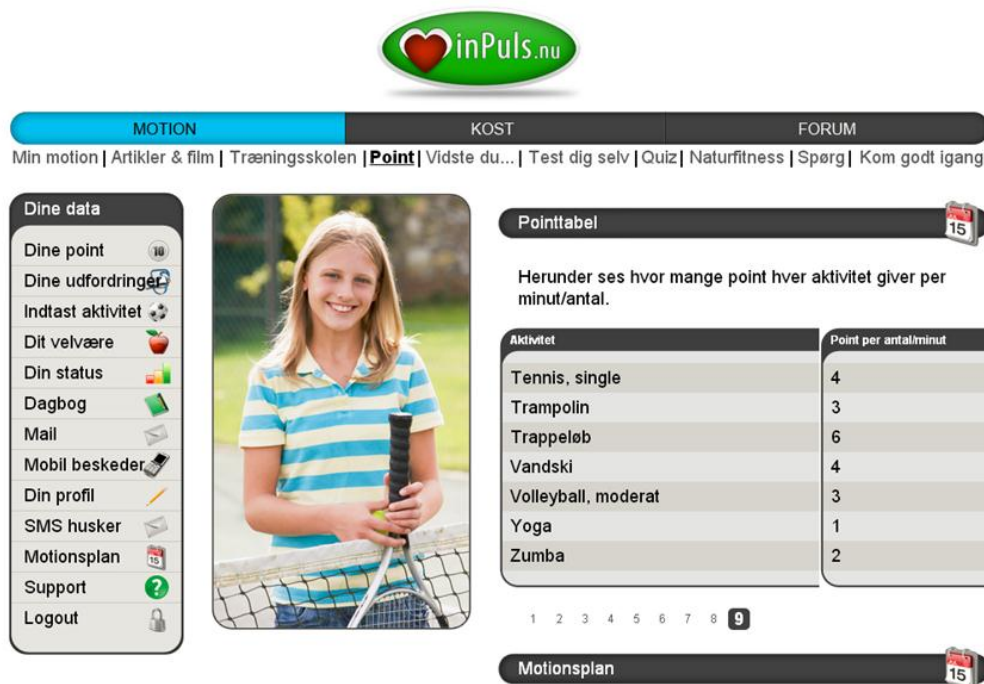 inPuls.nu
MOTION KOST FORUM
Min motion | Artikler & film | Træningsskolen | Point | Vidste du... | Test dig selv | Quiz | Naturfitness | Spørg | Kom godt igang
Dine data
Dine point
Dine udfordringer
Indtast aktivitet
Dit velvære
Din status
Dagbog
Mail
Mobil beskeder
Din profil
SMS husker
Motionsplan 15
Support ?
Logout
Pointtabel 15
Herunder ses hvor mange point hver aktivitet giver per
minut/antal.
Aktivitet Point per antal/minut
Tennis, single 4
Trampolin 3
Trappeløb 6
Vandski 4
Volleyball, moderat 3
Yoga 1
Zumba 2
1 2 3 4 5 6 7 8 9
Motionsplan 15